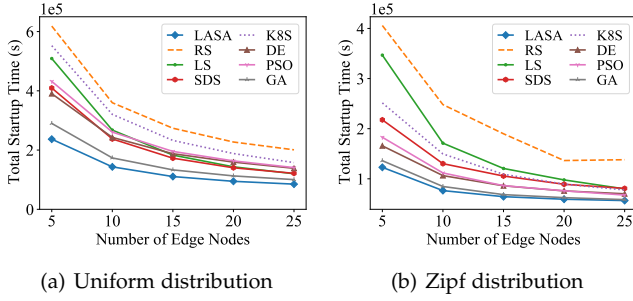 1e5
LASA
RS
LS
SDS
K8S
DE
PSO
GA
Total Startup Time (s)
6
4
2
0
5 10 15 20 25
Number of Edge Nodes
(a) Uniform distribution
1e5
LASA
RS
LS
SDS
K8S
DE
PSO
GA
Total Startup Time (s)
4
3
2
1
5 10 15 20 25
Number of Edge Nodes
(b) Zipf distribution